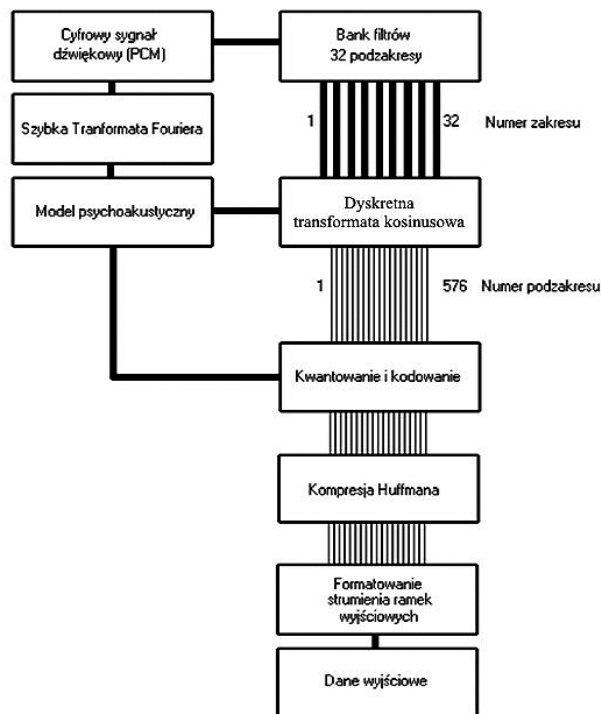 Cyfrowy sygnał
dźwiękowy (PCM)
Bank filtrów
32 podzakresy
Szybka Tranformata Fouriera
1
32
Numer zakresu
Model psychoakustyczny
Dyskretna
transformata kosinusowa
1
576
Numer podzakresu
Kwantowanie i kodowanie
Kompresja Huffmana
Formatowanie
strumienia ramek
wyjściowych
Dane wyjściowe